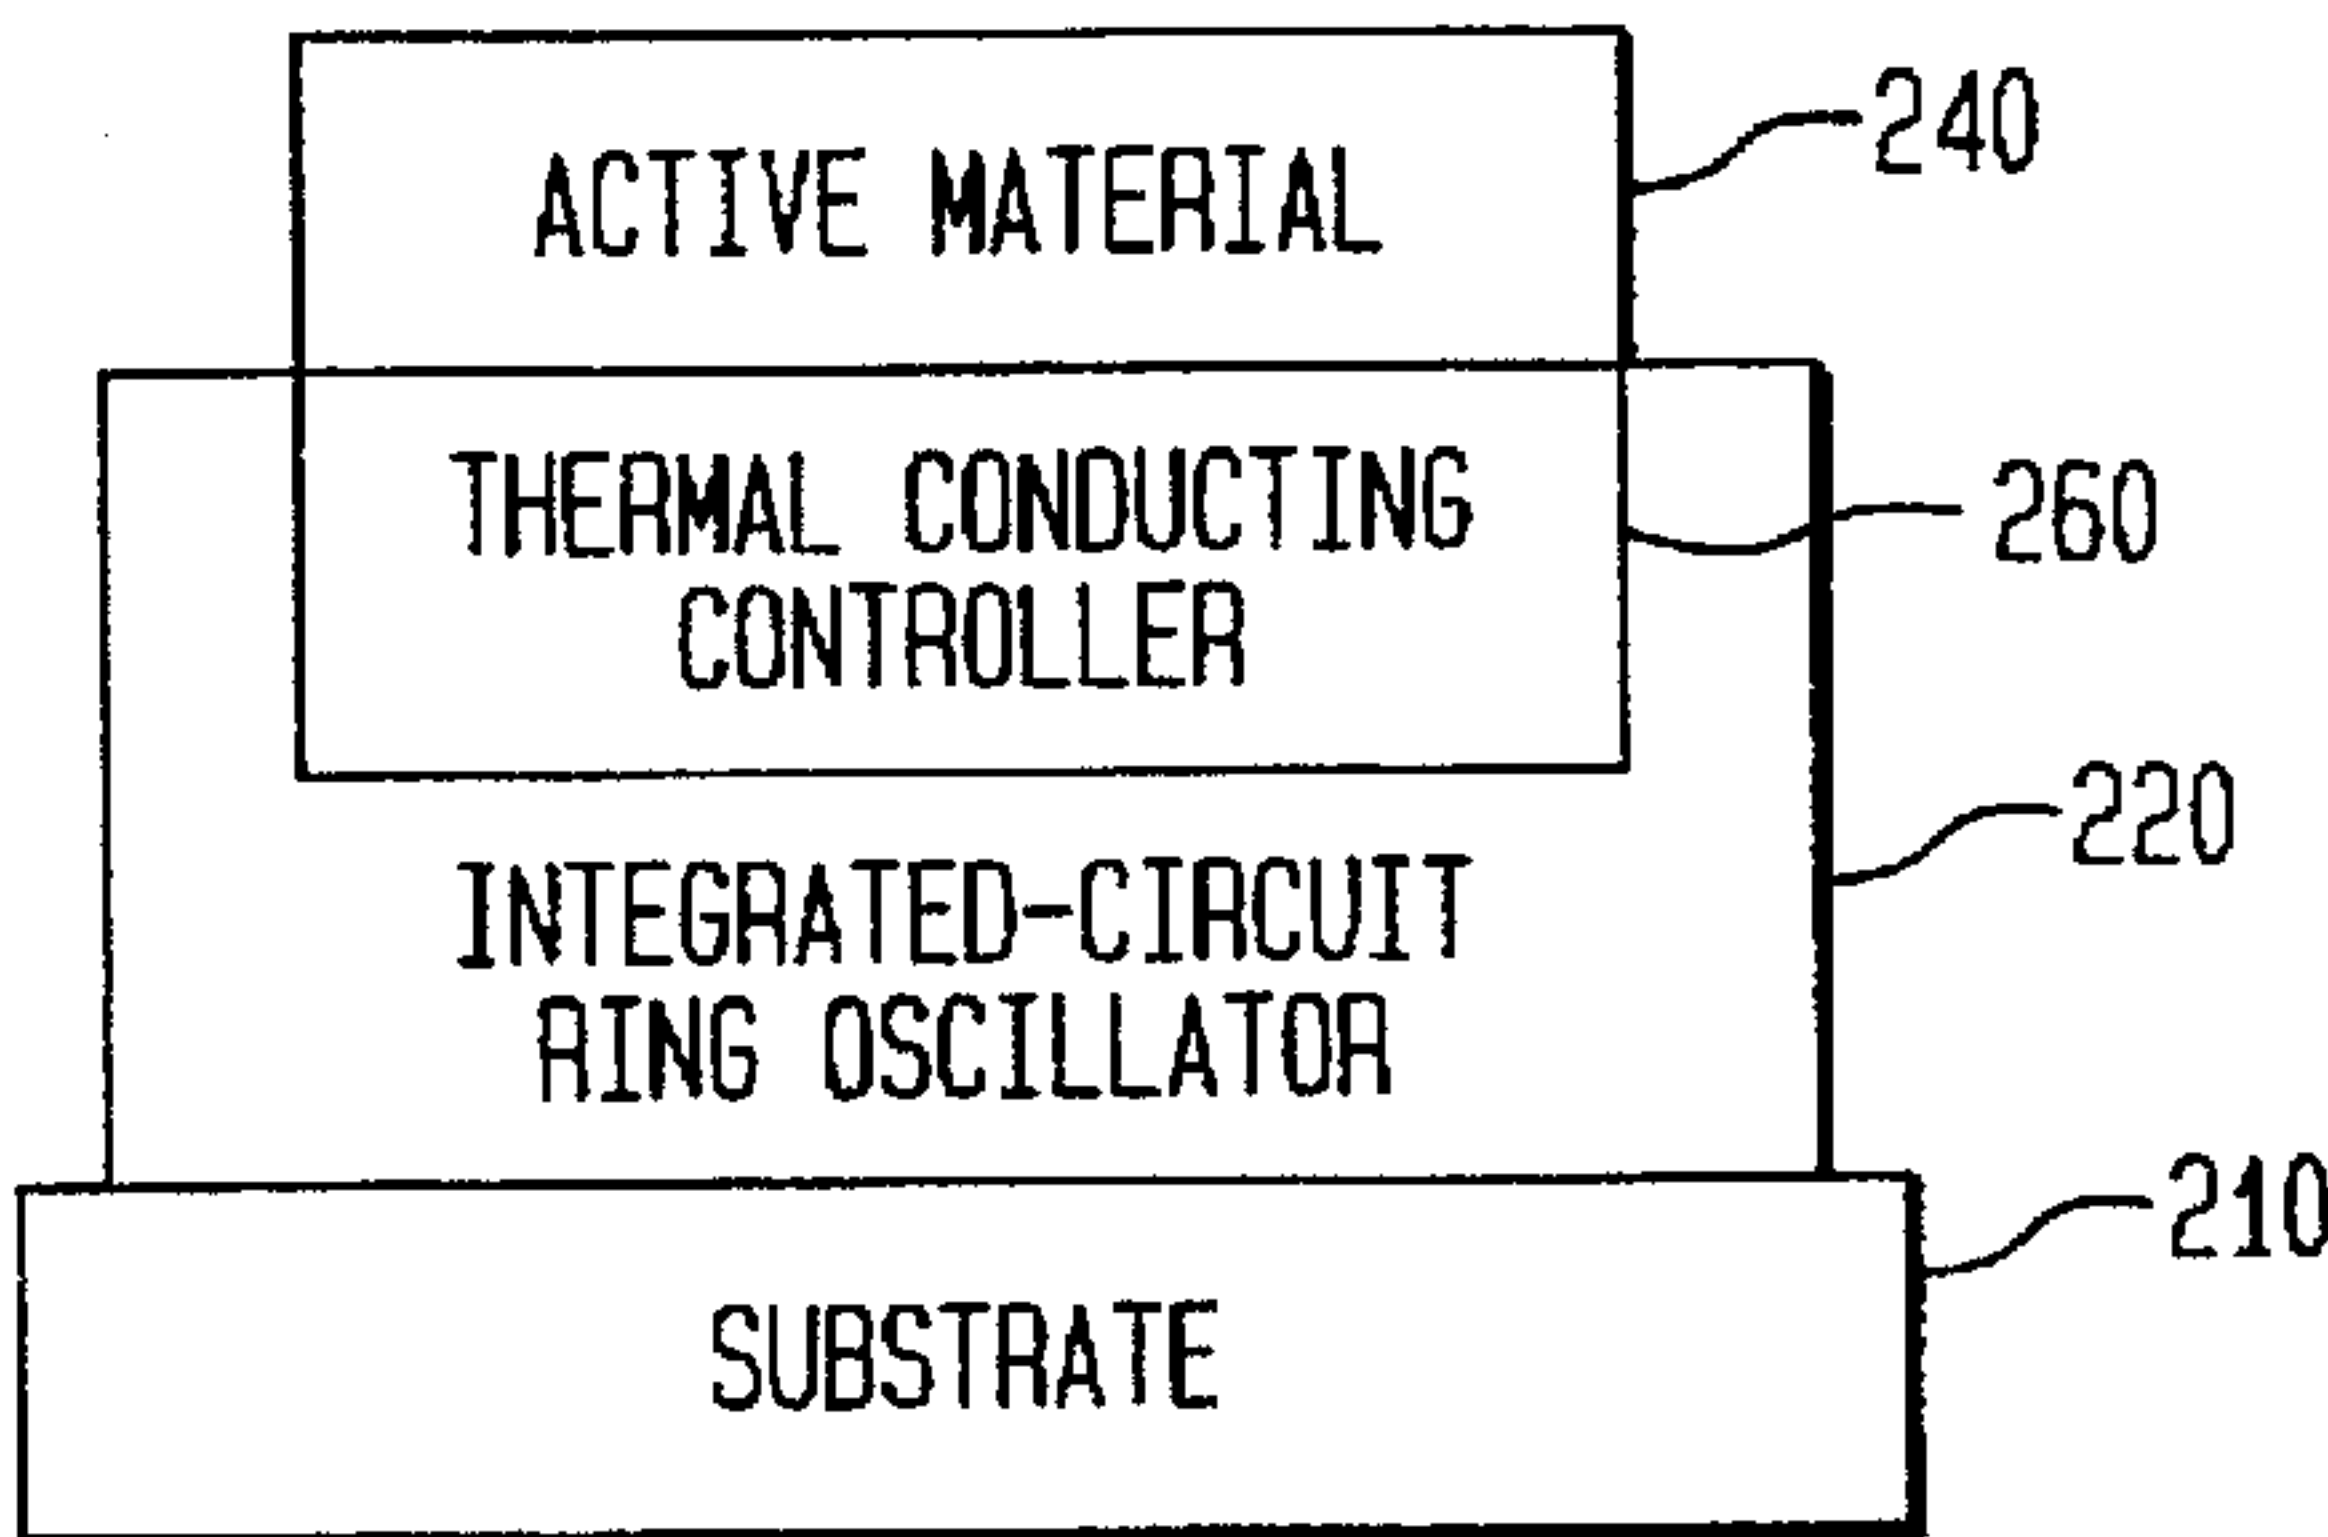 ACTIVE MATERIAL
240
THERMAL CONDUCTING
CONTROLLER
260
INTEGRATED-CIRCUIT
RING OSCILLATOR
220
SUBSTRATE
210